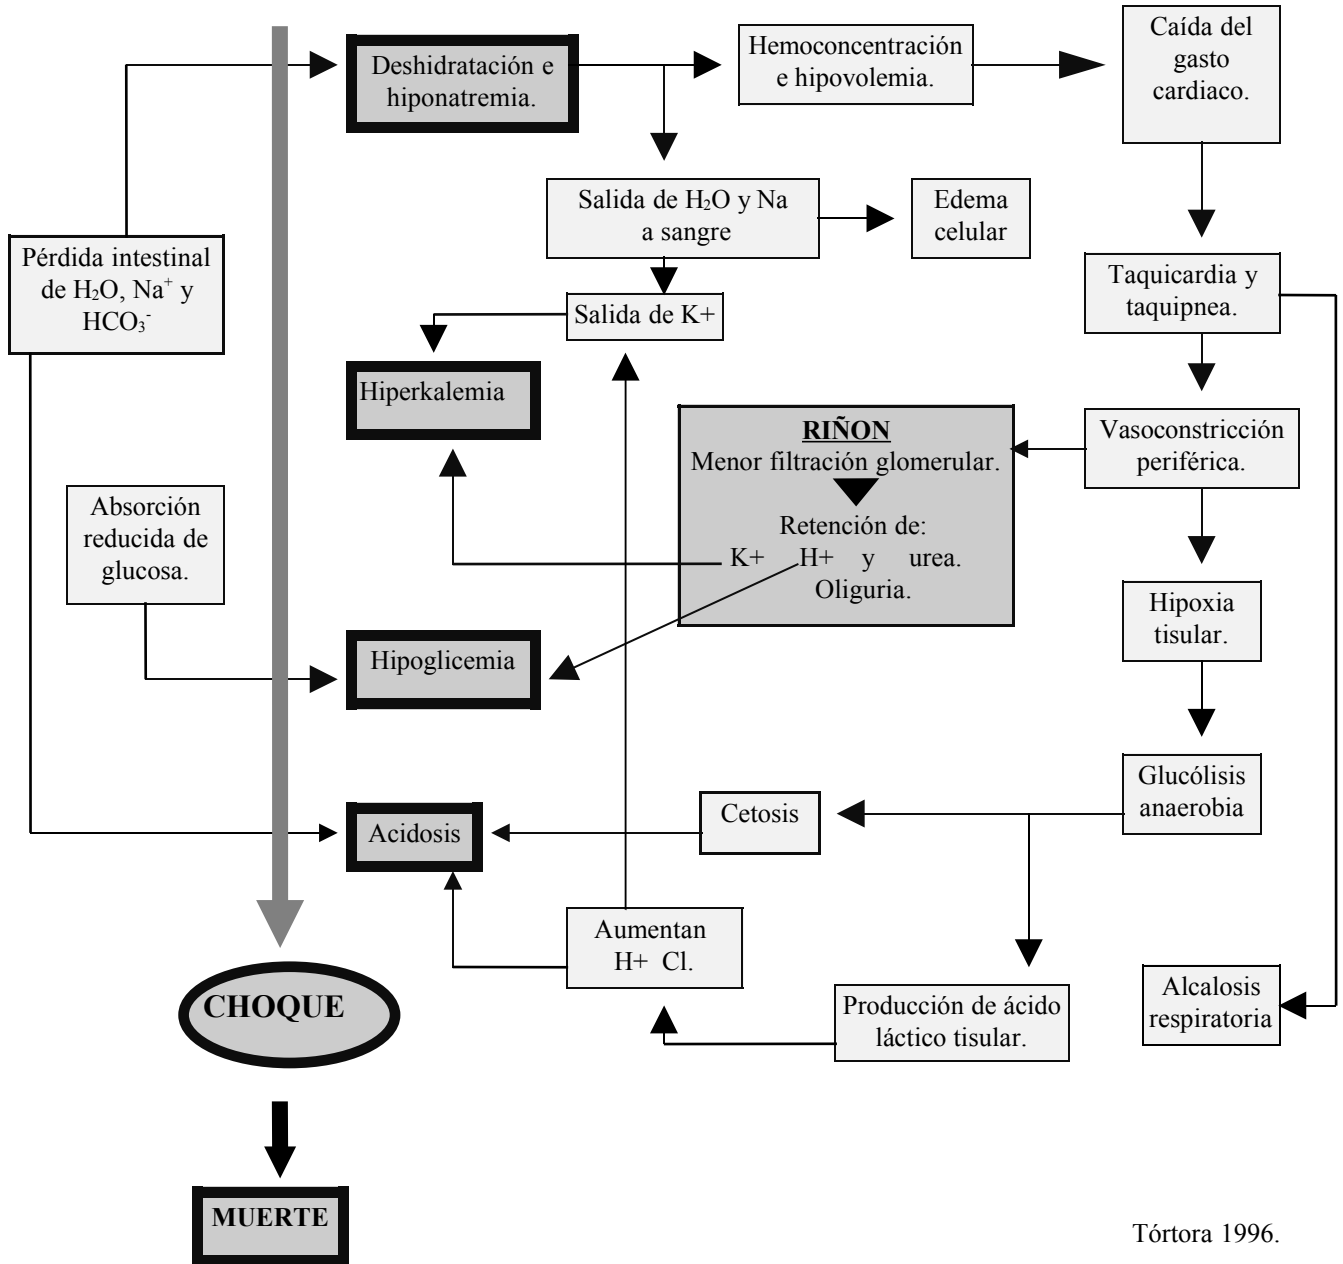 Deshidratación e
hiponatremia.
Hemoconcentración
e hipovolemia.
Caída del
gasto
cardiaco.
Salida de H₂O y Na
a sangre
Edema
celular
Pérdida intestinal
de H₂O, Na⁺ y
HCO₃⁻
Taquicardia y
taquipnea.
Salida de K+
Hiperkalemia
RIÑON
Menor filtración glomerular.
Retención de:
K+ H+ y urea.
Oliguria.
Vasoconstricción
periférica.
Absorción
reducida de
glucosa.
Hipoxia
tisular.
Hipoglicemia
Glucólisis
anaerobia
Cetosis
Acidosis
Aumentan
H+ Cl.
Producción de ácido
láctico tisular.
Alcalosis
respiratoria
CHOQUE
MUERTE
Tórtora 1996.